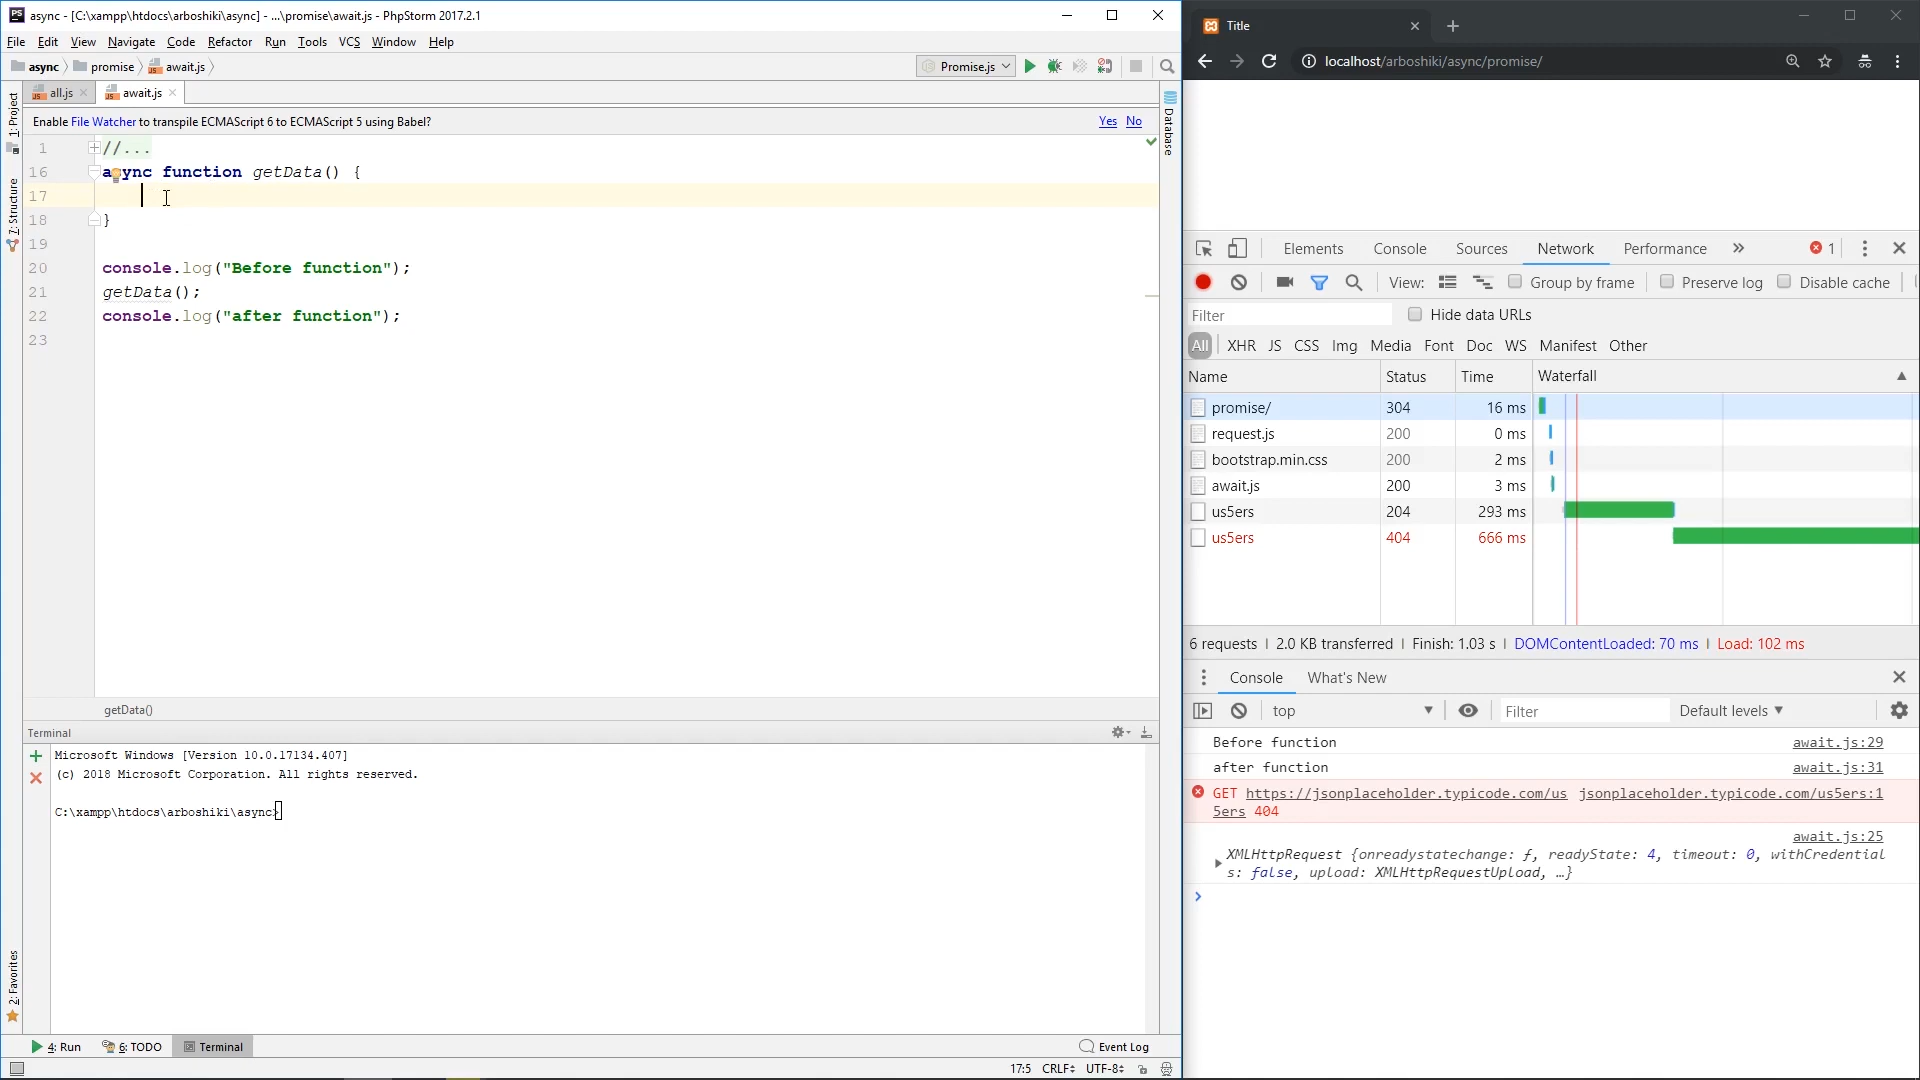 PS async - [C:\xampp\htdocs\arboshiki\async] - ...\promise\await.js - PhpStorm 2017.2.1
File Edit View Navigate Code Refactor Run Tools VCS Window Help
async promise await.js Promise.js
all.js await.js
Enable File Watcher to transpile ECMAScript 6 to ECMAScript 5 using Babel? Yes No
1: Project
7: Structure
2: Favorites
Database
1 //...
16 async function getData() {
17
18 }
19
20 console.log("Before function");
21 getData();
22 console.log("after function");
23
getData()
Terminal
Microsoft Windows [Version 10.0.17134.407]
(c) 2018 Microsoft Corporation. All rights reserved.
C:\xampp\htdocs\arboshiki\async>
4: Run 6: TODO Terminal Event Log
17:5 CRLF UTF-8
Title
localhost/arboshiki/async/promise/
Elements Console Sources Network Performance » 1
View: Group by frame Preserve log Disable cache
Filter Hide data URLs
All XHR JS CSS Img Media Font Doc WS Manifest Other
Name Status Time Waterfall
promise/ 304 16 ms
request.js 200 0 ms
bootstrap.min.css 200 2 ms
await.js 200 3 ms
us5ers 204 293 ms
us5ers 404 666 ms
6 requests | 2.0 KB transferred | Finish: 1.03 s | DOMContentLoaded: 70 ms | Load: 102 ms
Console What's New
top Filter Default levels
Before function await.js:29
after function await.js:31
GET https://jsonplaceholder.typicode.com/us jsonplaceholder.typicode.com/us5ers:1
5ers 404
await.js:25
XMLHttpRequest {onreadystatechange: ƒ, readyState: 4, timeout: 0, withCredential
s: false, upload: XMLHttpRequestUpload, …}